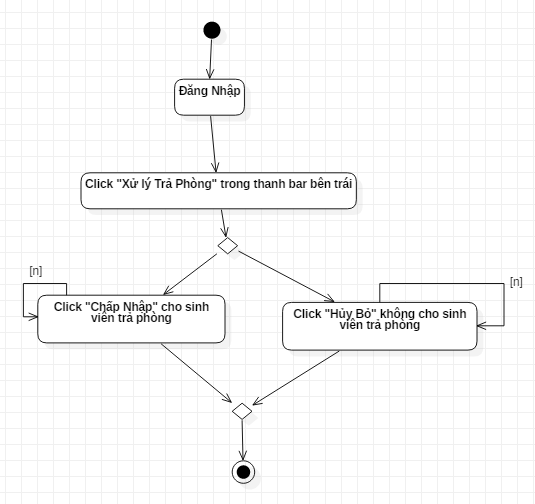 Đăng Nhập
Click "Xử lý Trả Phòng" trong thanh bar bên trái
[n]
Click "Chấp Nhập" cho sinh
viên trả phòng
[n]
Click "Hủy Bỏ" không cho sinh
viên trả phòng